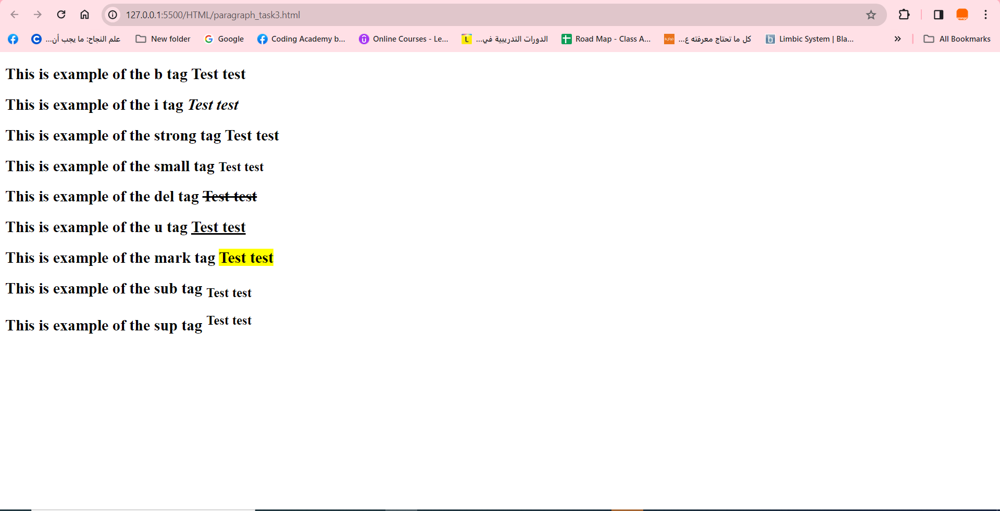 127.0.0.1:5500/HTML/paragraph_task3.html
علم النجاح: ما يجب أن... New folder Google Coding Academy b... Online Courses - Le... الدورات التدريبية في... Road Map - Class A... كل ما تحتاج معرفته ع... Limbic System | Bla... All Bookmarks
This is example of the b tag Test test
This is example of the i tag Test test
This is example of the strong tag Test test
This is example of the small tag Test test
This is example of the del tag Test test
This is example of the u tag Test test
This is example of the mark tag Test test
This is example of the sub tag Test test
This is example of the sup tag Test test